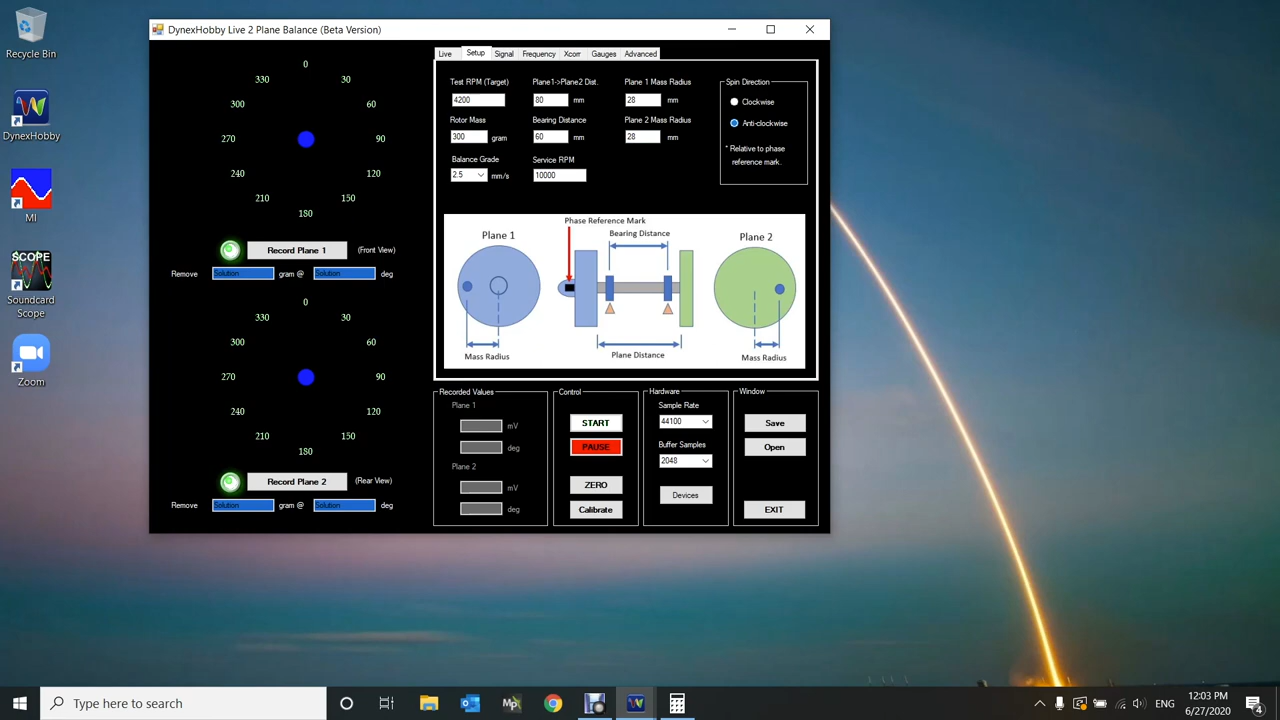 Recycle Bin
DynexHobby
MI
SCOPE
Soundcard
Scope
Zoom
DynexHobby Live 2 Plane Balance (Beta Version)
0
330 30
300 60
270 90
240 120
210 150
180
Record Plane 1 (Front View)
Remove Solution gram @ Solution deg
0
330 30
300 60
270 90
240 120
210 150
180
Record Plane 2 (Rear View)
Remove Solution gram @ Solution deg
Live Setup Signal Frequency Xcorr Gauges Advanced
Test RPM (Target) Plane1->Plane2 Dist. Plane 1 Mass Radius
4200 80 mm 28 mm
Rotor Mass Bearing Distance Plane 2 Mass Radius
300 gram 60 mm 28 mm
Balance Grade Service RPM
2.5 mm/s 10000
Spin Direction
Clockwise
Anti-clockwise
* Relative to phase
reference mark.
Phase Reference Mark
Plane 1 Bearing Distance Plane 2
Mass Radius Plane Distance Mass Radius
Recorded Values
Plane 1
mV
deg
Plane 2
mV
deg
Control
START
PAUSE
ZERO
Calibrate
Hardware
Sample Rate
44100
Buffer Samples
2048
Devices
Window
Save
Open
EXIT
Type here to search
ENG
12:03 PM
6/27/2020